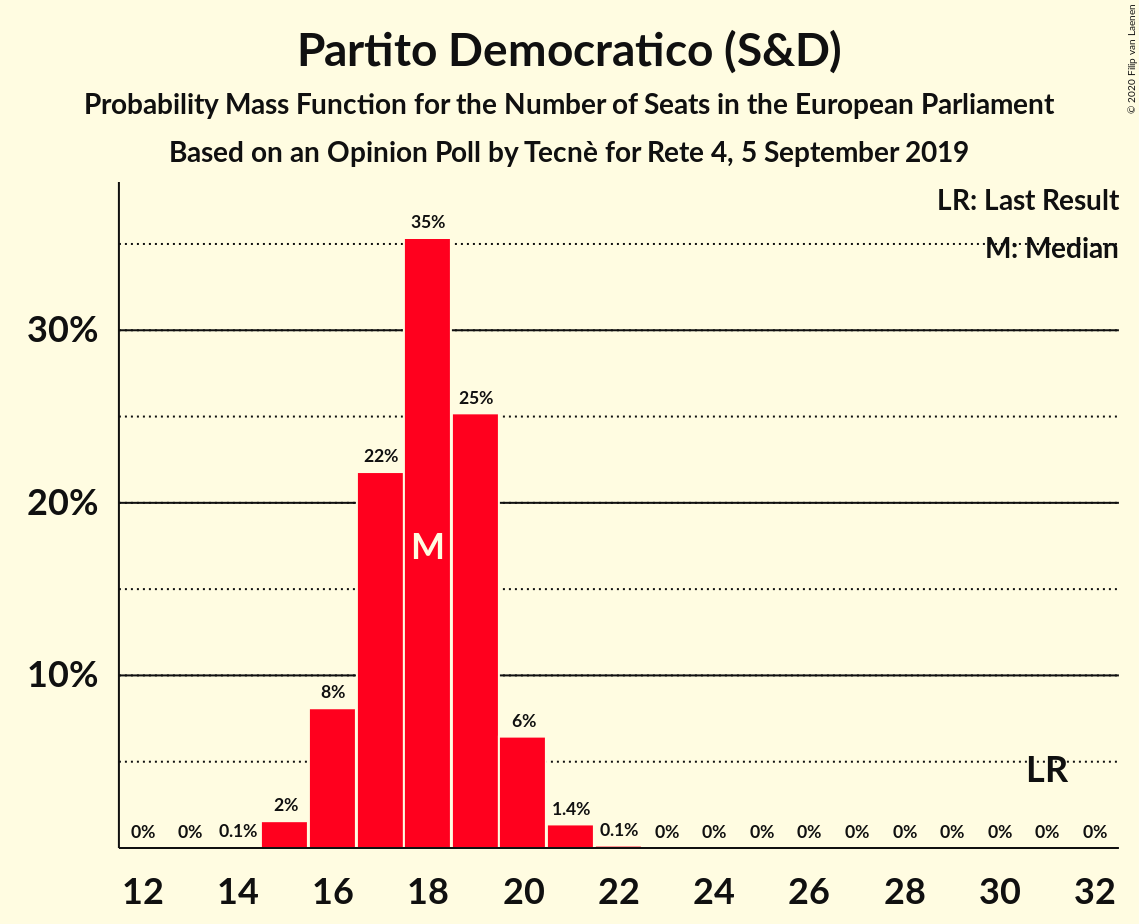 Partito Democratico (S&D)
Probability Mass Function for the Number of Seats in the European Parliament
Based on an Opinion Poll by Tecnè for Rete 4, 5 September 2019
© 2020 Filip van Laenen
LR: Last Result
M: Median
30%
20%
10%
0%
0%
0.1%
2%
8%
22%
35%
25%
6%
1.4%
0.1%
0%
0%
0%
0%
0%
0%
0%
0%
0%
0%
M
LR
12 14 16 18 20 22 24 26 28 30 32